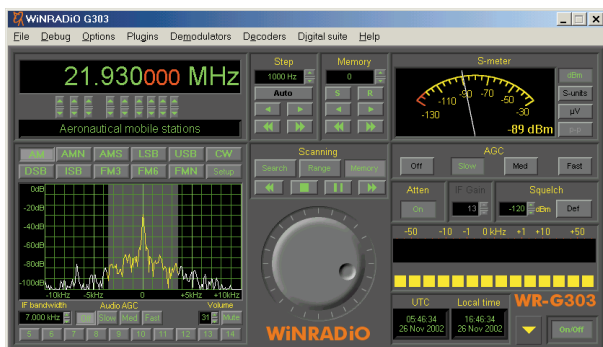 WiNRADiO G303
File Debug Options Plugins Demodulators Decoders Digital suite Help
21.930000 MHz
Aeronautical mobile stations
AM AMN AMS LSB USB CW
DSB ISB FM3 FM6 FMN Setup
0dB
-20dB
-40dB
-60dB
-80dB
-100dB
-10kHz -5kHz 0 +5kHz +10kHz
IF bandwidth Audio AGC Volume
7.000 kHz Slow Med Fast 31 Mute
5 6 7 8 9 10 11 12 13 14
Step Memory
1000 Hz 0
Auto S R
Scanning
Search Range Memory
WiNRADiO
S-meter
-130 -110 -90 -70 -50 -30
-89 dBm
dBm
S-units
µV
AGC
Off Slow Med Fast
Atten IF Gain Squelch
On 13 -120 dBm Def
-50 -10 -1 0 kHz +1 +10 +50
UTC Local time
05:46:34 16:46:34
26 Nov 2002 26 Nov 2002
WR-G303
On/Off